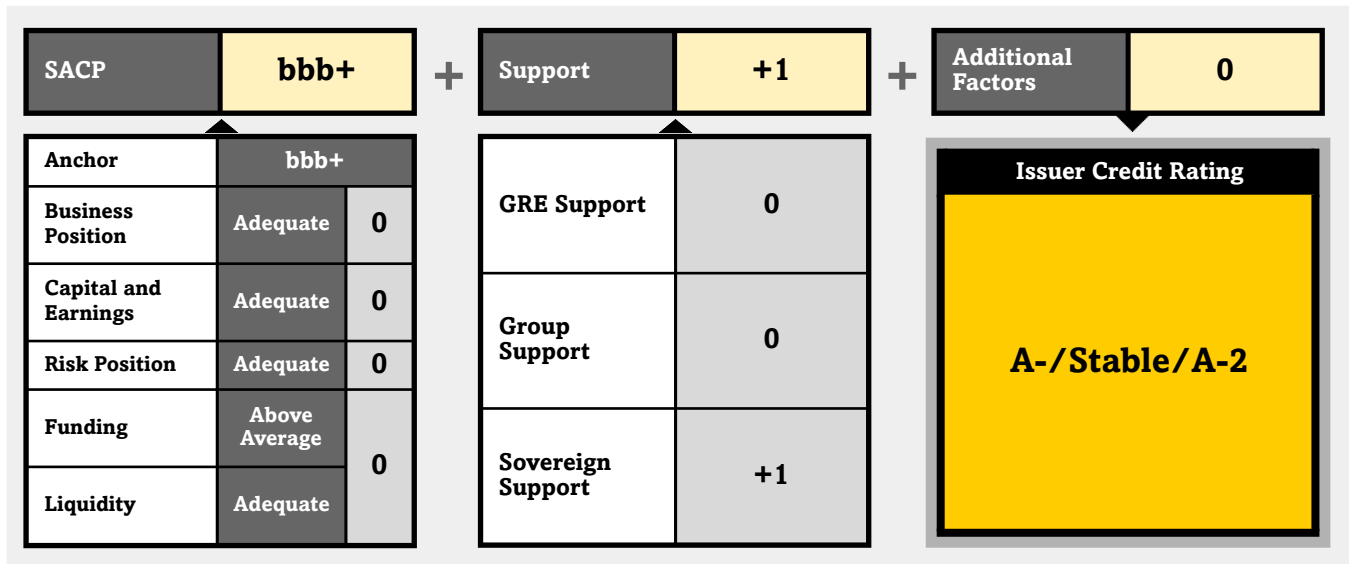 SACP
bbb+
+
Support
+1
+
Additional
Factors
0
Anchor
bbb+
Business
Position
Adequate
0
Capital and
Earnings
Adequate
0
Risk Position
Adequate
0
Funding
Above
Average
0
Liquidity
Adequate
GRE Support
0
Group
Support
0
Sovereign
Support
+1
Issuer Credit Rating
A-/Stable/A-2